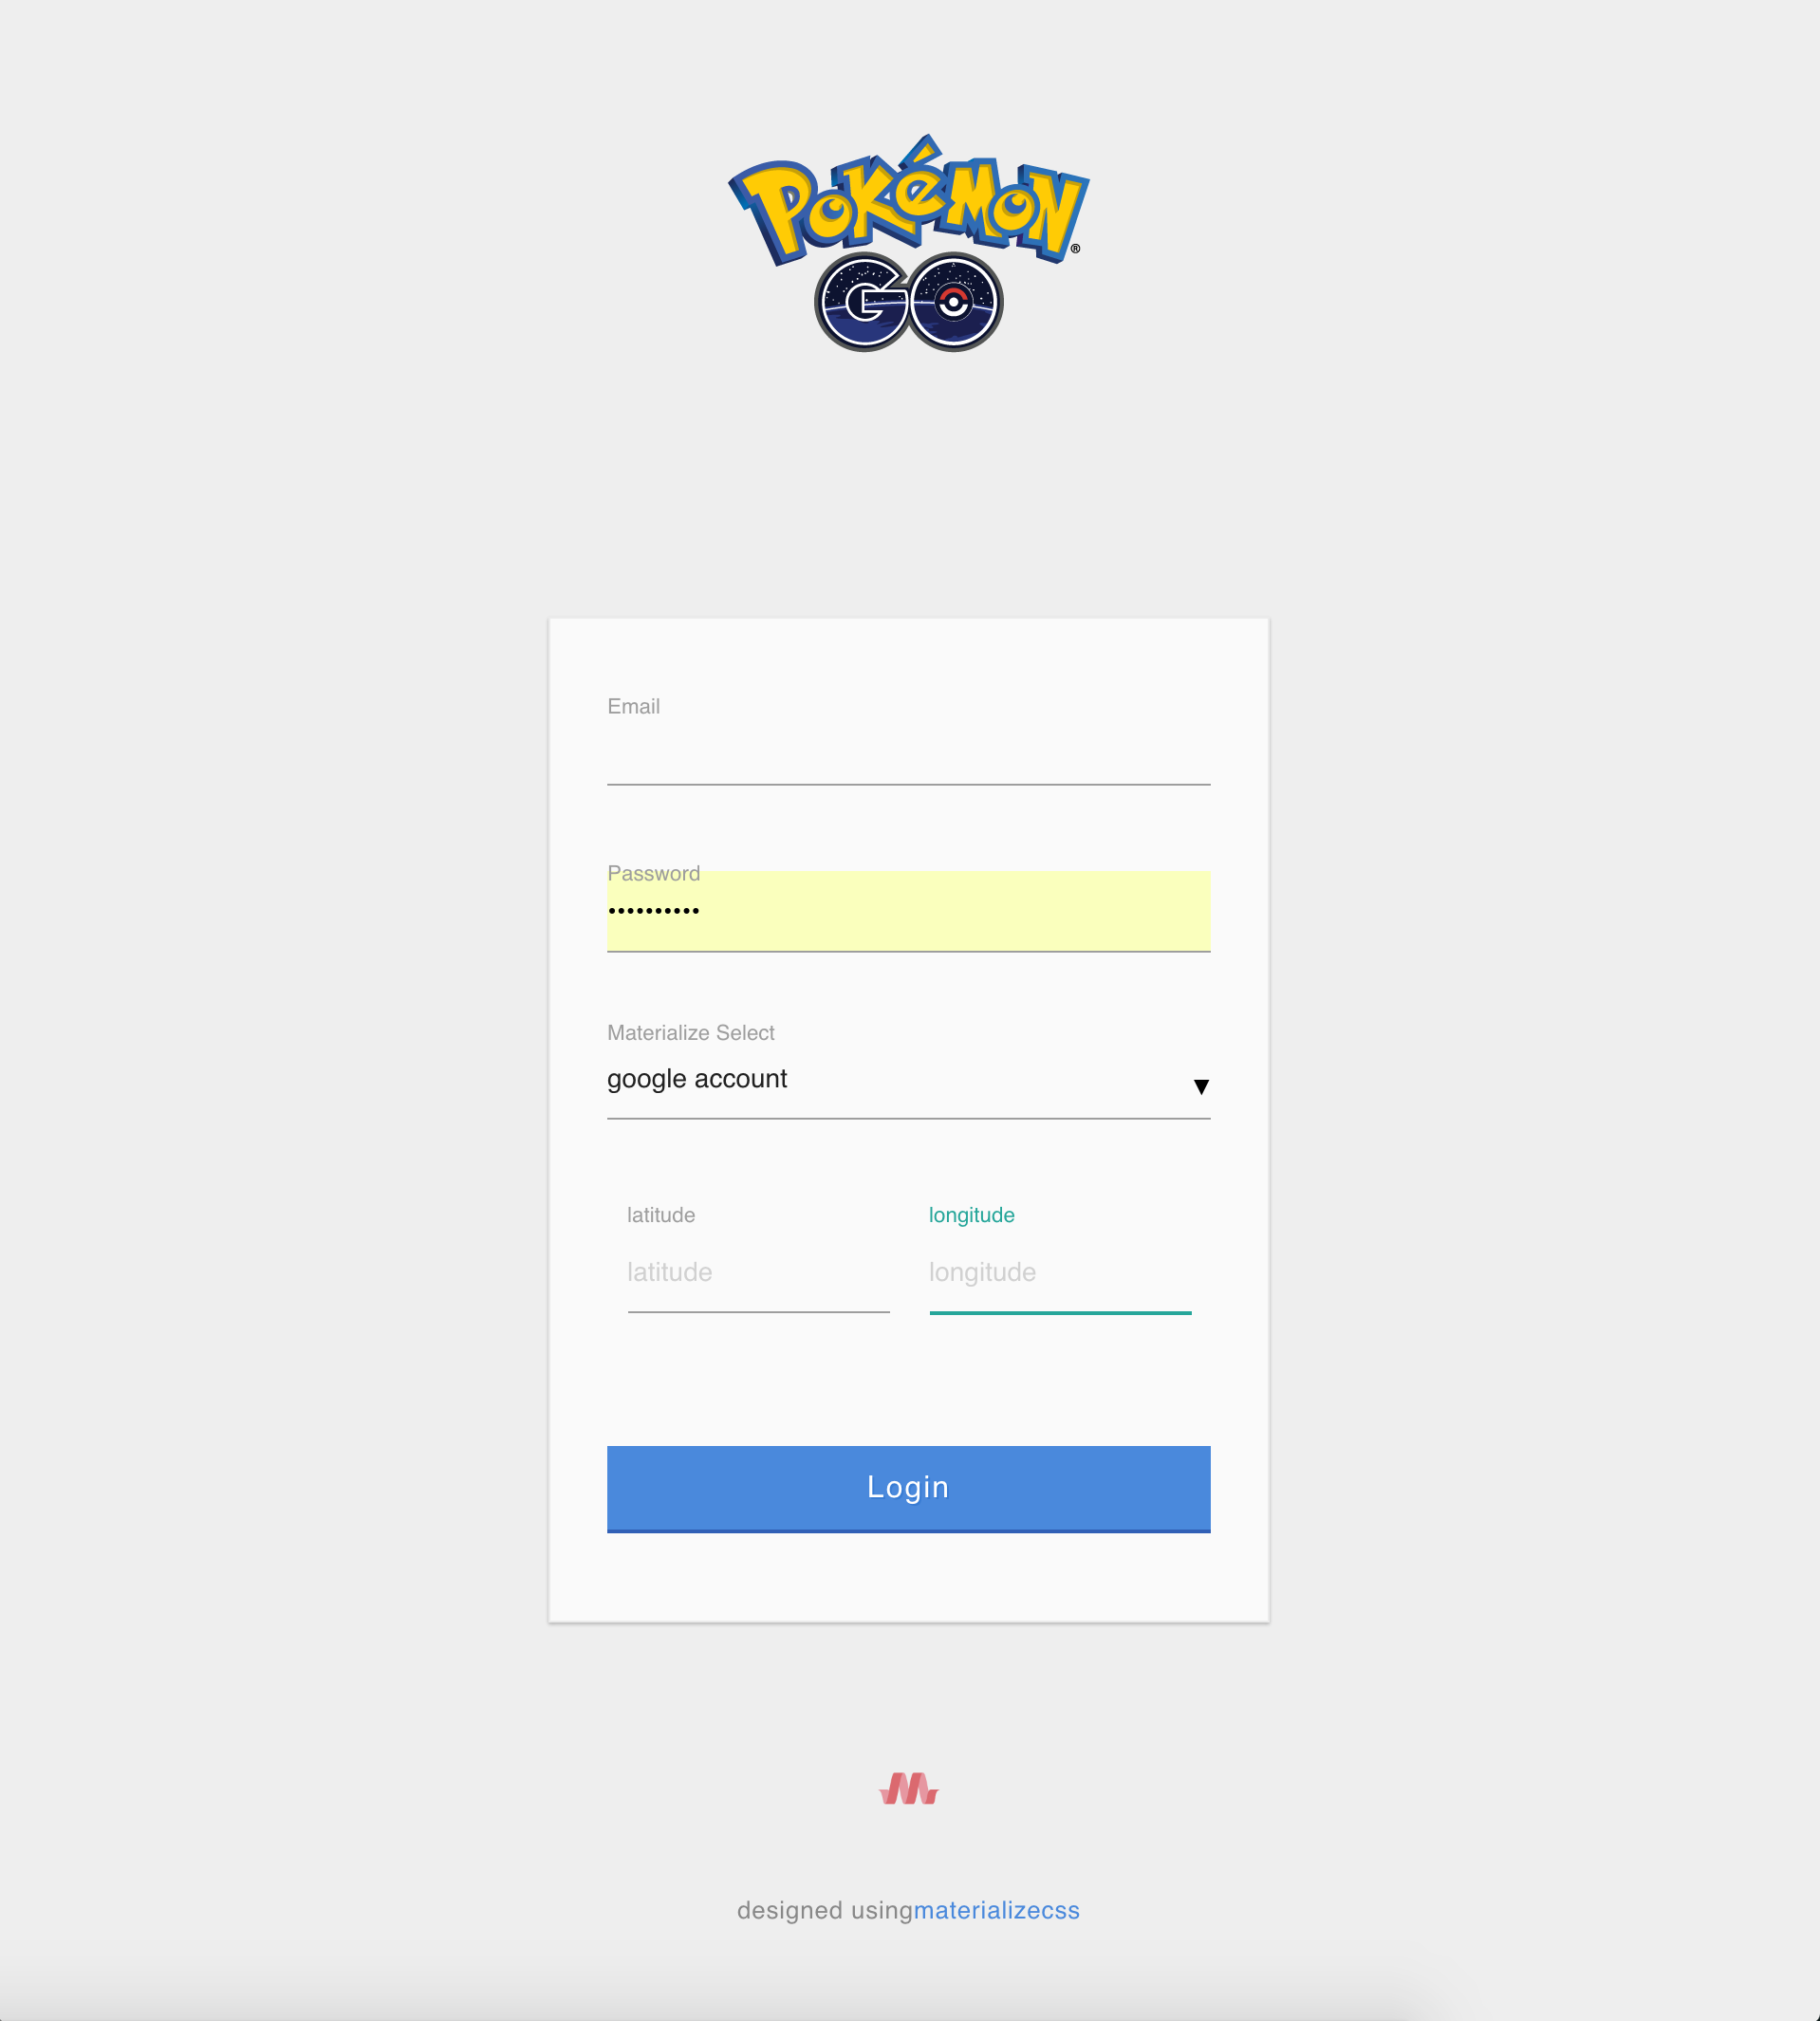 Pokémon
GO
®
Email
Password
••••••••••
Materialize Select
google account
▼
latitude longitude
latitude longitude
Login
designed usingmaterializecss